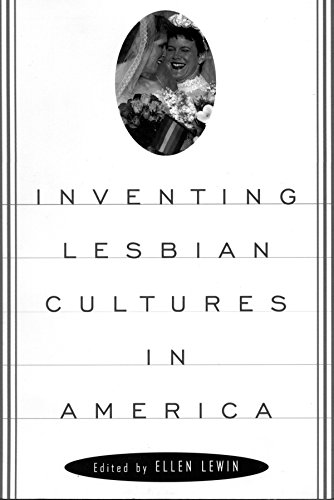 INVENTING
LESBIAN
CULTURES
IN
AMERICA
Edited by ELLEN LEWIN